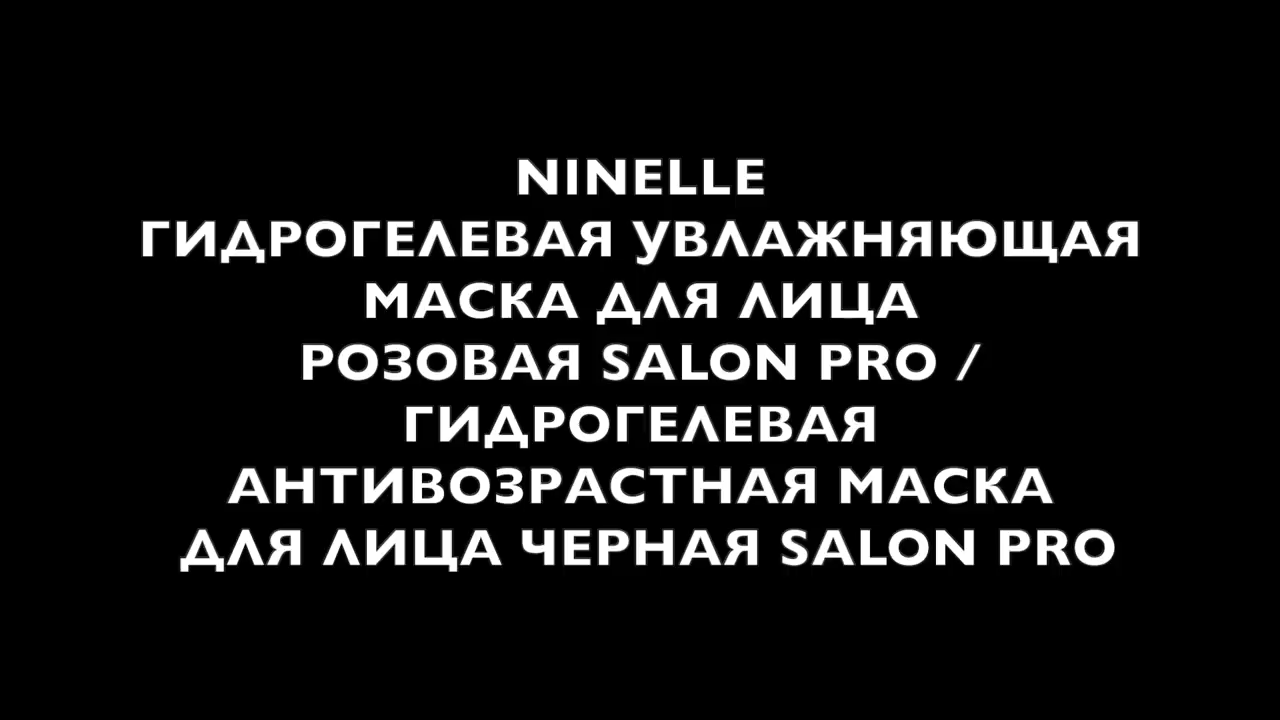 NINELLE
ГИДРОГЕЛЕВАЯ УВЛАЖНЯЮЩАЯ
МАСКА ДЛЯ ЛИЦА
РОЗОВАЯ SALON PRO /
ГИДРОГЕЛЕВАЯ
АНТИВОЗРАСТНАЯ МАСКА
ДЛЯ ЛИЦА ЧЕРНАЯ SALON PRO